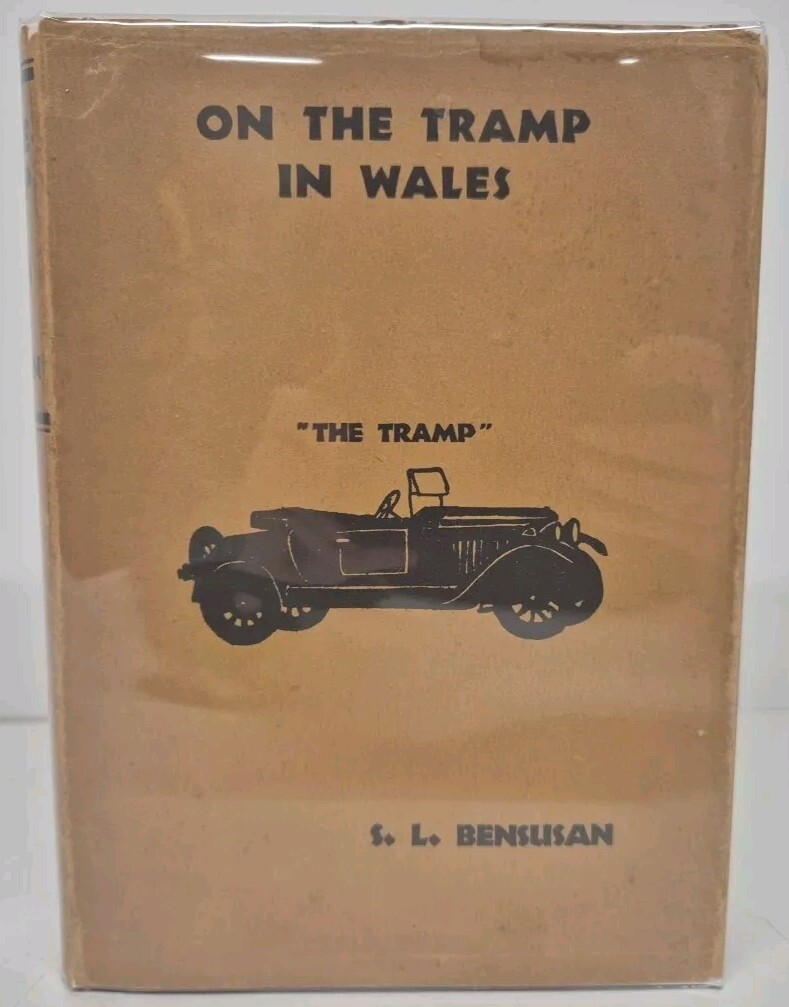 ON THE TRAMP
IN WALES
"THE TRAMP"
S. L. BENSUSAN